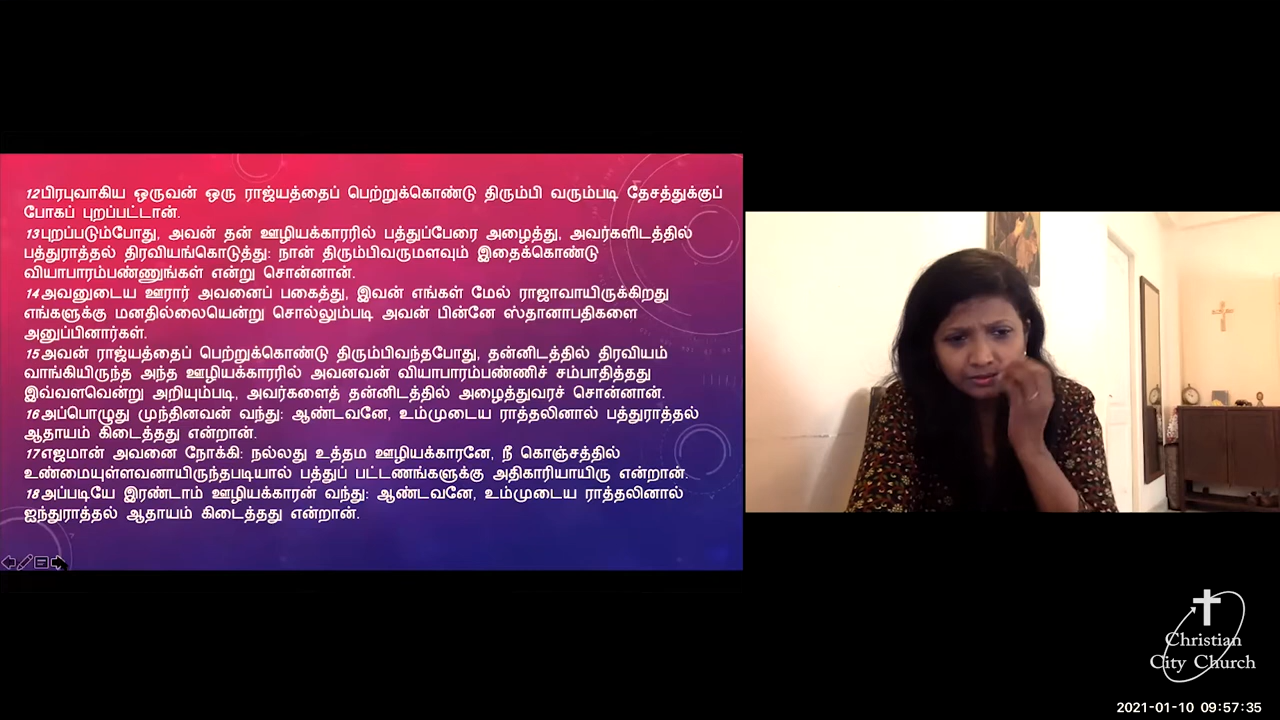 12பிரபுவாகிய ஒருவன் ஒரு ராஜ்யத்தைப் பெற்றுக்கொண்டு திரும்பி வரும்படி தேசத்துக்குப்
போகப் புறப்பட்டான்.
13புறப்படும்போது, அவன் தன் ஊழியக்காரரில் பத்துப்பேரை அழைத்து, அவர்களிடத்தில்
பத்துராத்தல் திரவியங்கொடுத்து: நான் திரும்பிவருமளவும் இதைக்கொண்டு
வியாபாரம்பண்ணுங்கள் என்று சொன்னான்.
14அவனுடைய ஊரார் அவனைப் பகைத்து, இவன் எங்கள் மேல் ராஜாவாயிருக்கிறது
எங்களுக்கு மனதில்லையென்று சொல்லும்படி அவன் பின்னே ஸ்தானாபதிகளை
அனுப்பினார்கள்.
15அவன் ராஜ்யத்தைப் பெற்றுக்கொண்டு திரும்பிவந்தபோது, தன்னிடத்தில் திரவியம்
வாங்கியிருந்த அந்த ஊழியக்காரரில் அவனவன் வியாபாரம்பண்ணிச் சம்பாதித்தது
இவ்வளவென்று அறியும்படி, அவர்களைத் தன்னிடத்தில் அழைத்துவரச் சொன்னான்.
16அப்பொழுது முந்தினவன் வந்து: ஆண்டவனே, உம்முடைய ராத்தலினால் பத்துராத்தல்
ஆதாயம் கிடைத்தது என்றான்.
17எஜமான் அவனை நோக்கி: நல்லது உத்தம ஊழியக்காரனே, நீ கொஞ்சத்தில்
உண்மையுள்ளவனாயிருந்தபடியால் பத்துப் பட்டணங்களுக்கு அதிகாரியாயிரு என்றான்.
18அப்படியே இரண்டாம் ஊழியக்காரன் வந்து: ஆண்டவனே, உம்முடைய ராத்தலினால்
ஐந்துராத்தல் ஆதாயம் கிடைத்தது என்றான்.
Christian
City Church
2021-01-10 09:57:35